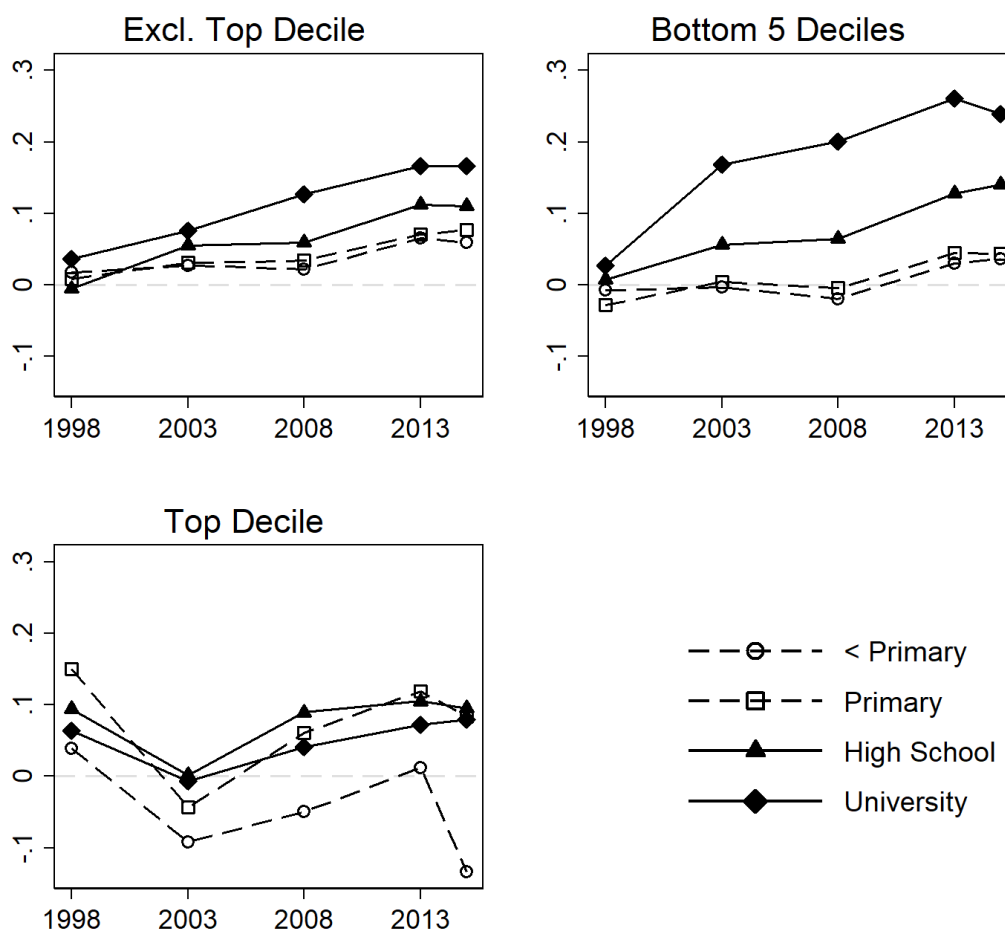 Excl. Top Decile
.3
.2
.1
0
-.1
1998 2003 2008 2013
Bottom 5 Deciles
.3
.2
.1
0
-.1
1998 2003 2008 2013
Top Decile
.3
.2
.1
0
-.1
1998 2003 2008 2013
< Primary
Primary
High School
University